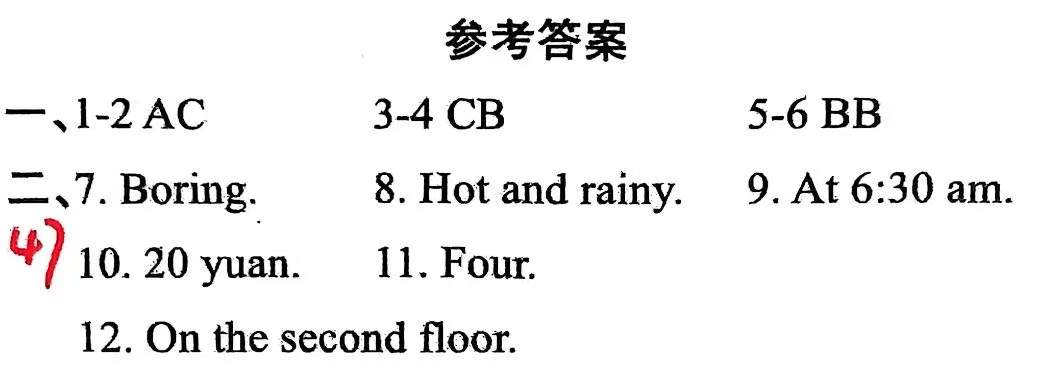 参考答案
一、1-2 AC 3-4 CB 5-6 BB
二、7. Boring. 8. Hot and rainy. 9. At 6:30 am.
4) 10. 20 yuan. 11. Four.
12. On the second floor.